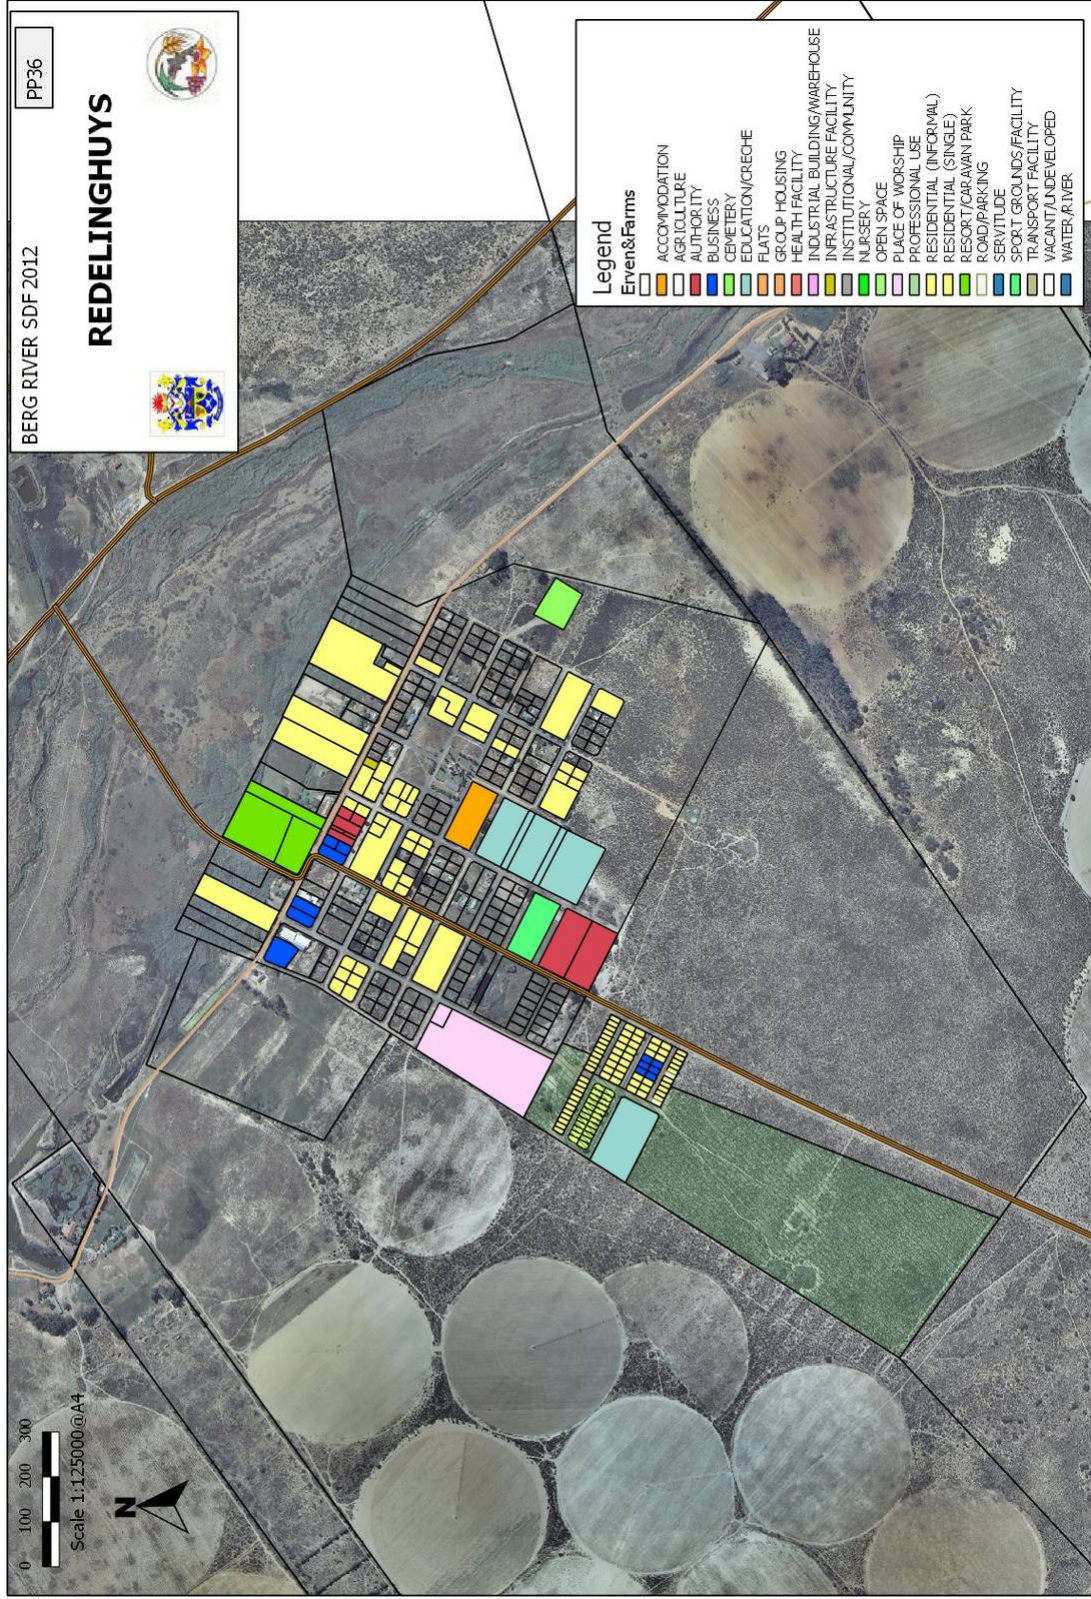 BERG RIVER SDF 2012
PP36
REDELINGHUYS
0 100 200 300
Scale 1:125000@A4
N
Legend
Erven&Farms
ACCOMMODATION
AGRICULTURE
AUTHORITY
BUSINESS
CEMETERY
EDUCATION/CRECHE
FLATS
GROUP HOUSING
HEALTH FACILITY
INDUSTRIAL BUILDING/WAREHOUSE
INFRASTRUCTURE FACILITY
INSTITUTIONAL/COMMUNITY
NURSERY
OPEN SPACE
PLACE OF WORSHIP
PROFESSIONAL USE
RESIDENTIAL (INFORMAL)
RESIDENTIAL (SINGLE)
RESORT/CARAVAN PARK
ROAD/PARKING
SERVITUDE
SPORT GROUNDS/FACILITY
TRANSPORT FACILITY
VACANT/UNDEVELOPED
WATER/RIVER